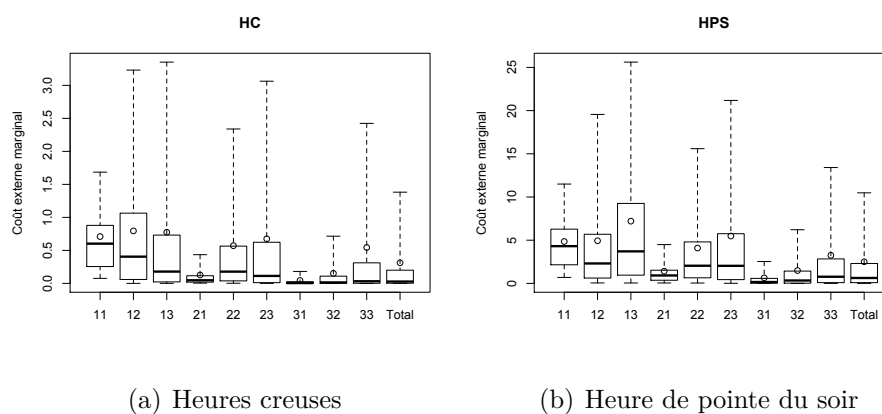 HC
Coût externe marginal
3.0
2.5
2.0
1.5
1.0
0.5
0.0
11 12 13 21 22 23 31 32 33 Total
(a) Heures creuses
HPS
Coût externe marginal
25
20
15
10
5
0
11 12 13 21 22 23 31 32 33 Total
(b) Heure de pointe du soir